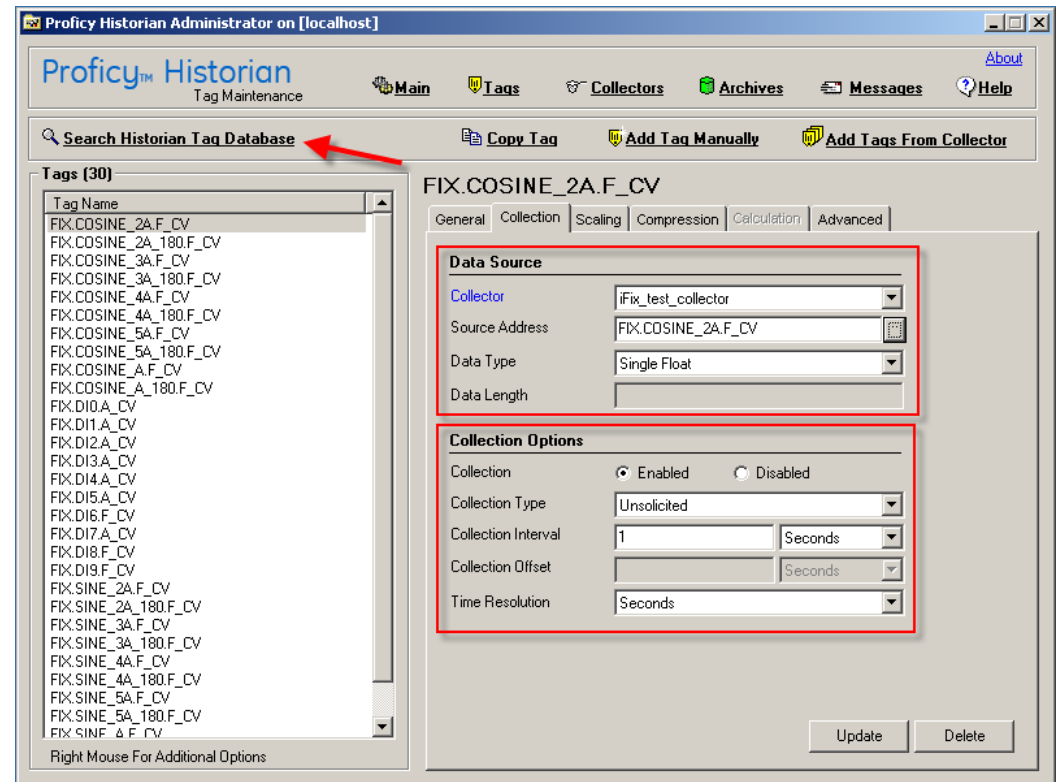 Proficy Historian Administrator on [localhost]
Proficy™ Historian
Tag Maintenance
Main
Tags
Collectors
Archives
Messages
About
Help
Search Historian Tag Database
Copy Tag
Add Tag Manually
Add Tags From Collector
Tags (30)
Tag Name
FIX.COSINE_2A.F_CV
FIX.COSINE_2A_180.F_CV
FIX.COSINE_3A.F_CV
FIX.COSINE_3A_180.F_CV
FIX.COSINE_4A.F_CV
FIX.COSINE_4A_180.F_CV
FIX.COSINE_5A.F_CV
FIX.COSINE_5A_180.F_CV
FIX.COSINE_A.F_CV
FIX.COSINE_A_180.F_CV
FIX.DI0.A_CV
FIX.DI1.A_CV
FIX.DI2.A_CV
FIX.DI3.A_CV
FIX.DI4.A_CV
FIX.DI5.A_CV
FIX.DI6.F_CV
FIX.DI7.A_CV
FIX.DI8.F_CV
FIX.DI9.F_CV
FIX.SINE_2A.F_CV
FIX.SINE_2A_180.F_CV
FIX.SINE_3A.F_CV
FIX.SINE_3A_180.F_CV
FIX.SINE_4A.F_CV
FIX.SINE_4A_180.F_CV
FIX.SINE_5A.F_CV
FIX.SINE_5A_180.F_CV
FIX.SINE_A.F_CV
Right Mouse For Additional Options
FIX.COSINE_2A.F_CV
General Collection Scaling Compression Calculation Advanced
Data Source
Collector iFix_test_collector
Source Address FIX.COSINE_2A.F_CV
Data Type Single Float
Data Length
Collection Options
Collection Enabled Disabled
Collection Type Unsolicited
Collection Interval 1 Seconds
Collection Offset Seconds
Time Resolution Seconds
Update Delete